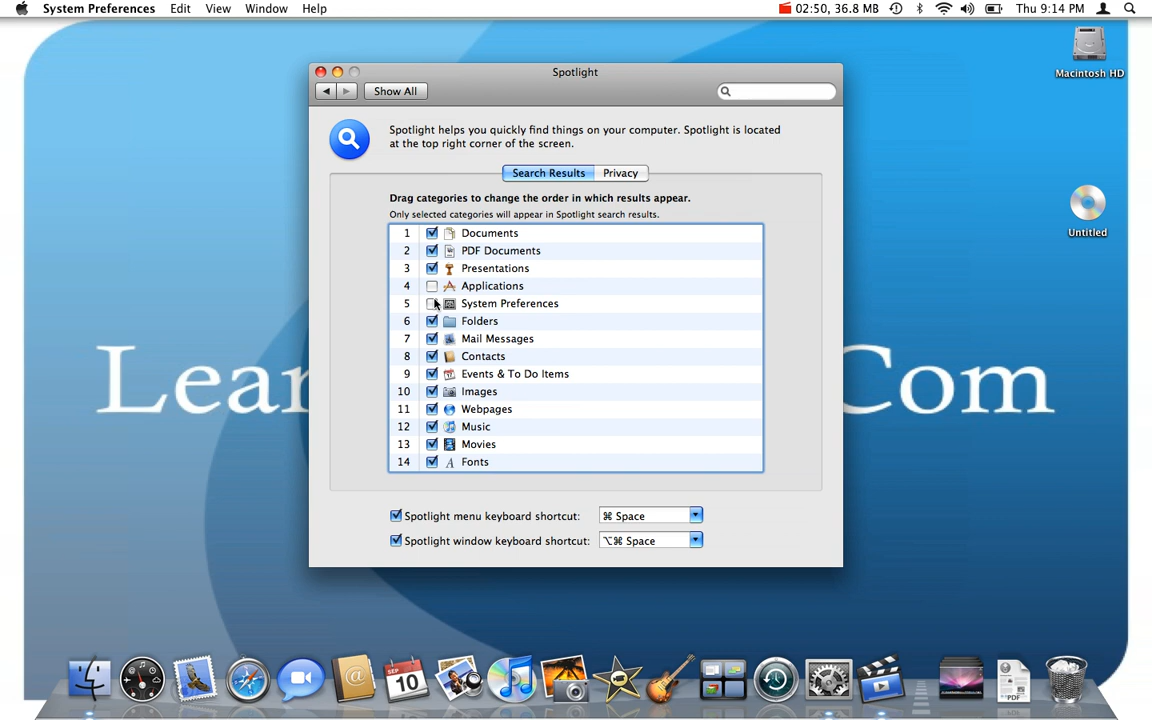 System Preferences Edit View Window Help 02:50, 36.8 MB Thu 9:14 PM
Macintosh HD
Spotlight
Show All
Spotlight helps you quickly find things on your computer. Spotlight is located
at the top right corner of the screen.
Search Results Privacy
Drag categories to change the order in which results appear.
Only selected categories will appear in Spotlight search results.
1 Documents
2 PDF Documents
3 Presentations
4 Applications
5 System Preferences
6 Folders
7 Mail Messages
8 Contacts
9 Events & To Do Items
10 Images
11 Webpages
12 Music
13 Movies
14 Fonts
Untitled
Lear Com
Spotlight menu keyboard shortcut: ⌘ Space
Spotlight window keyboard shortcut: ⌥⌘ Space
SEP
10
PDF